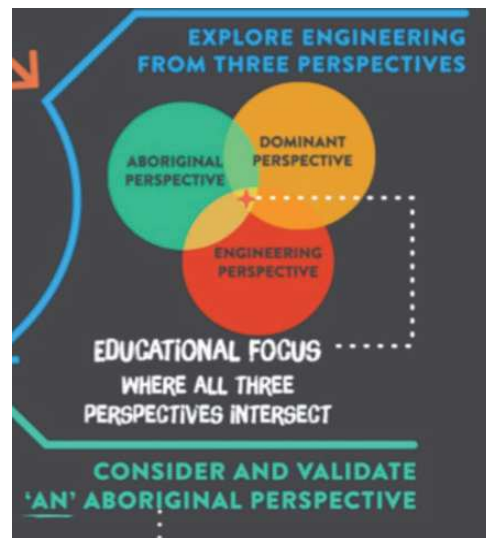 EXPLORE ENGINEERING
FROM THREE PERSPECTIVES
ABORIGINAL
PERSPECTIVE
DOMINANT
PERSPECTIVE
ENGINEERING
PERSPECTIVE
EDUCATIONAL FOCUS
WHERE ALL THREE
PERSPECTIVES INTERSECT
CONSIDER AND VALIDATE
'AN' ABORIGINAL PERSPECTIVE